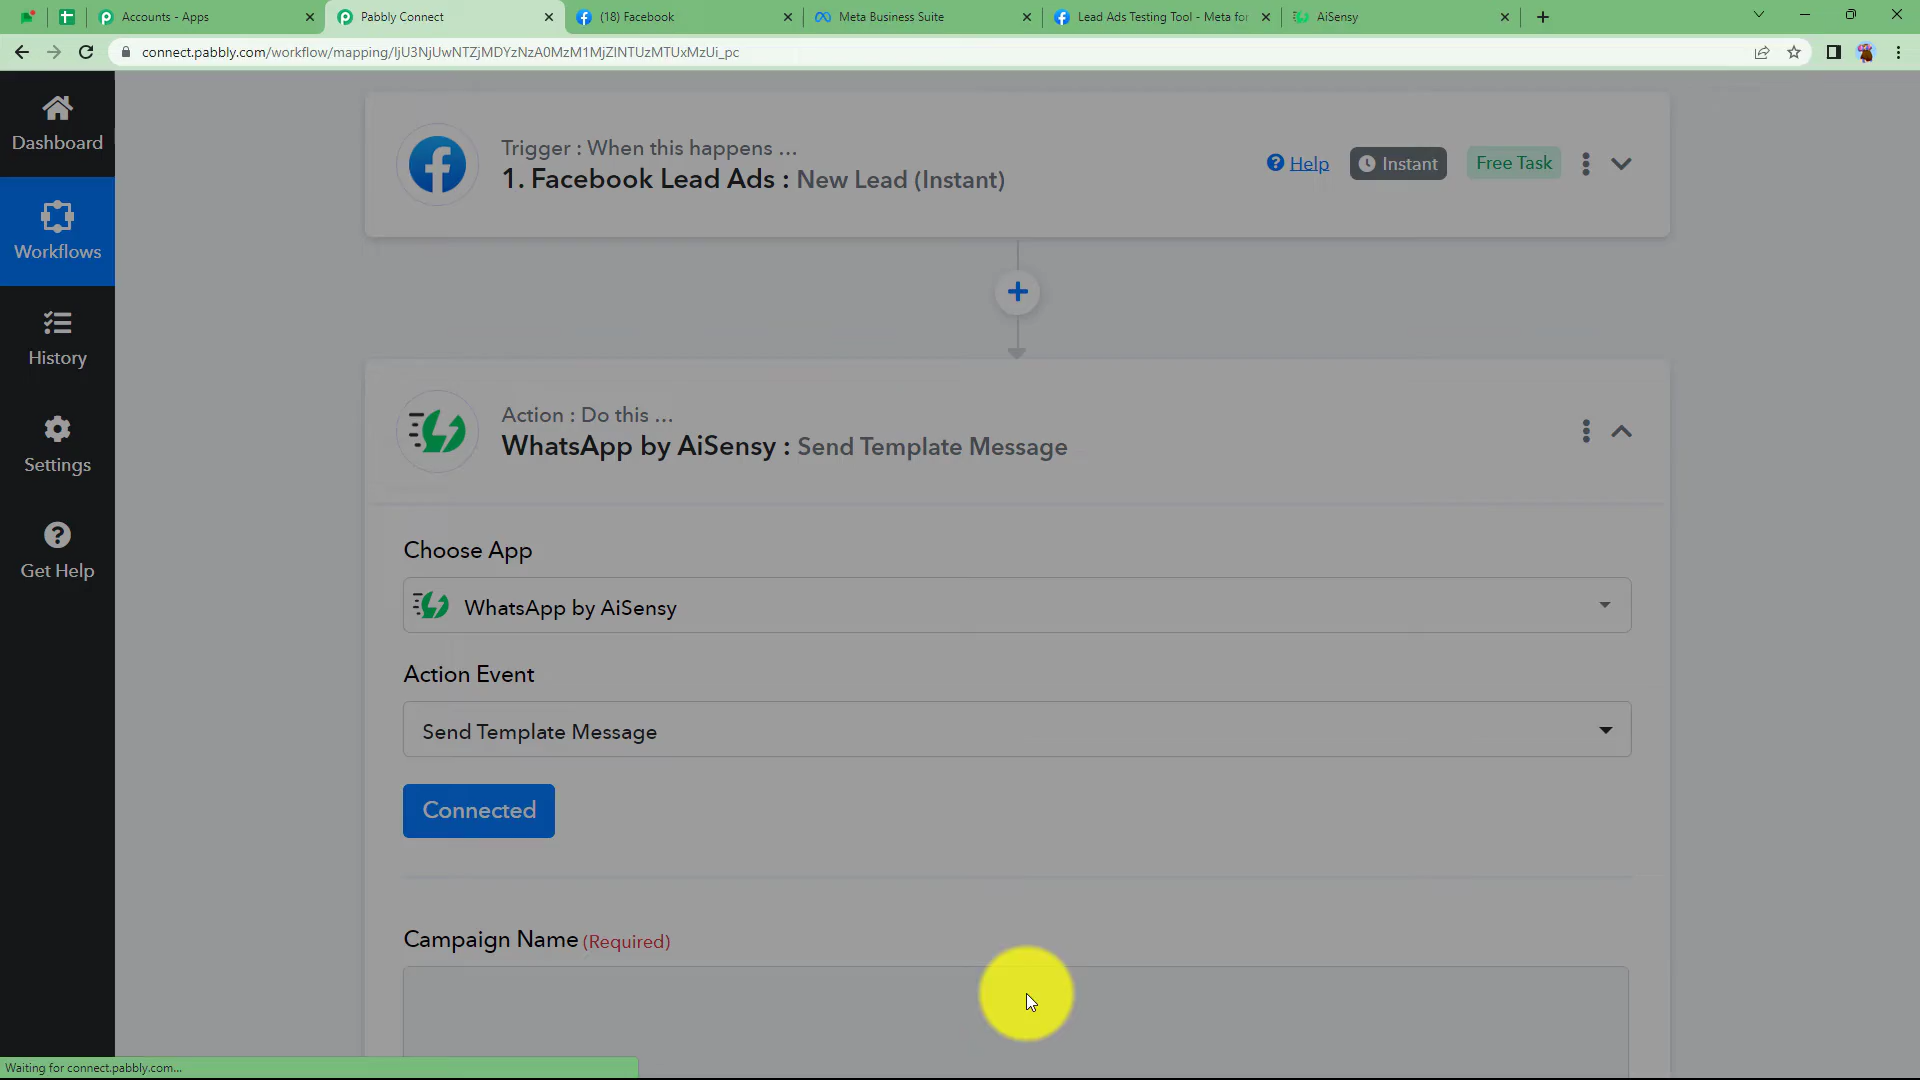 Accounts - Apps
Pabbly Connect
(18) Facebook
Meta Business Suite
Lead Ads Testing Tool - Meta for
AiSensy
connect.pabbly.com/workflow/mapping/IjU3NjUwNTZjMDYzNzA0MzM1MjZlNTUzMTUxMzUi_pc
Dashboard
Workflows
History
Settings
Get Help
Trigger : When this happens ...
1. Facebook Lead Ads : New Lead (Instant)
Help
Instant
Free Task
Action : Do this ...
WhatsApp by AiSensy : Send Template Message
Choose App
WhatsApp by AiSensy
Action Event
Send Template Message
Connected
Campaign Name (Required)
Waiting for connect.pabbly.com...